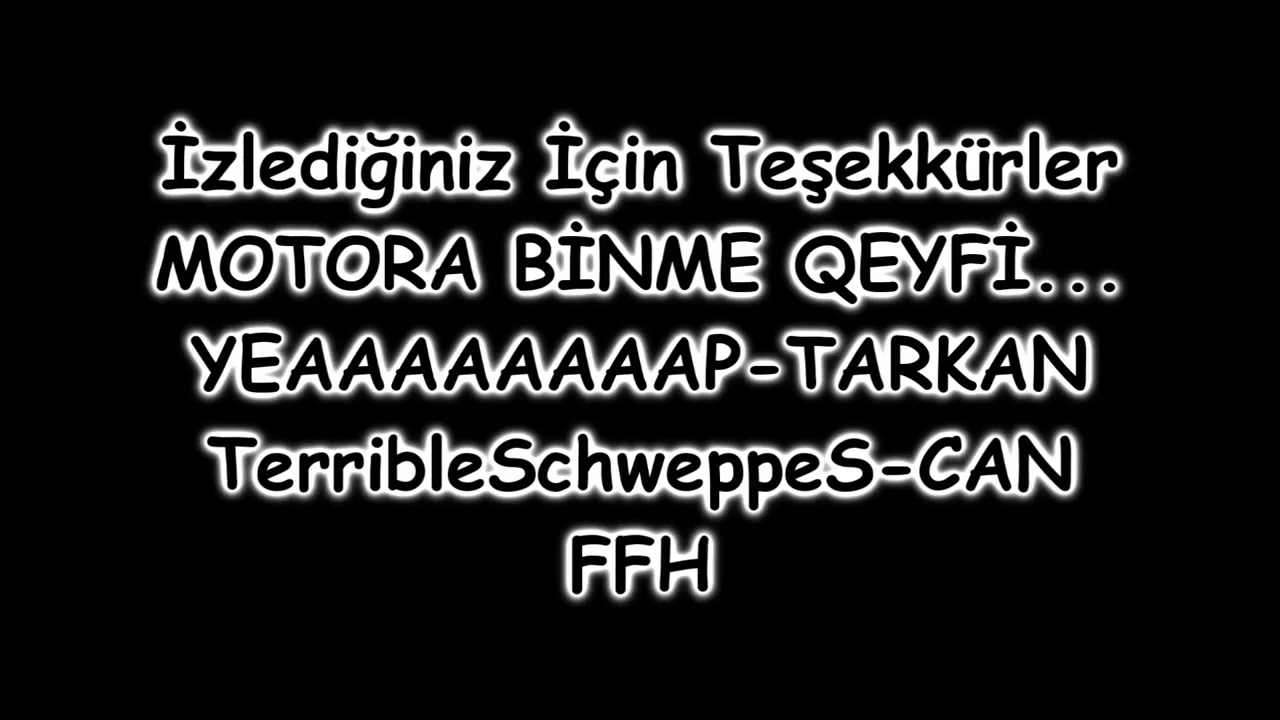 İzlediğiniz İçin Teşekkürler
MOTORA BİNME QEYFİ...
YEAAAAAAAAP-TARKAN
TerribleSchweppeS-CAN
FFH